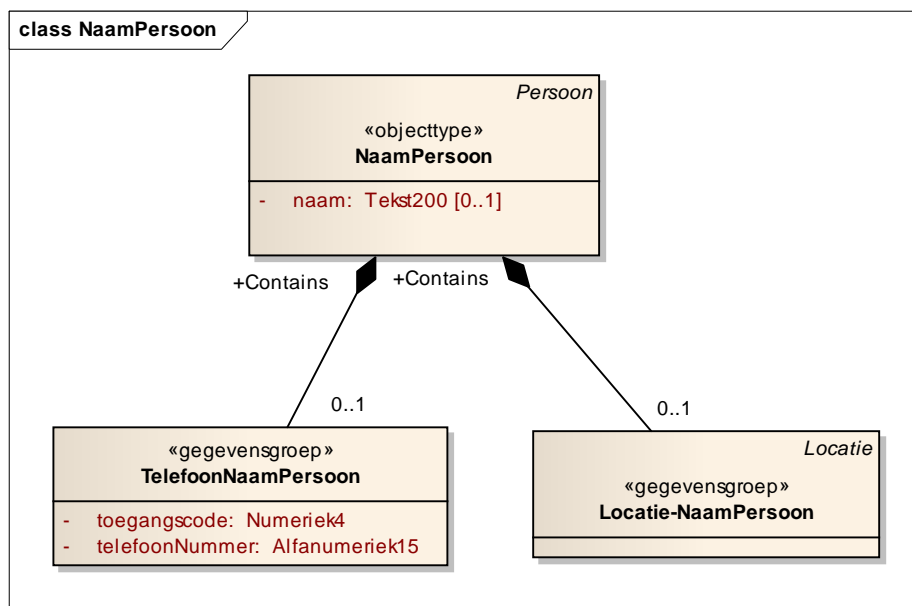 class NaamPersoon
Persoon
«objecttype»
NaamPersoon
- naam: Tekst200 [0..1]
+Contains
+Contains
0..1
0..1
«gegevensgroep»
TelefoonNaamPersoon
- toegangscode: Numeriek4
- telefoonNummer: Alfanumeriek15
Locatie
«gegevensgroep»
Locatie-NaamPersoon